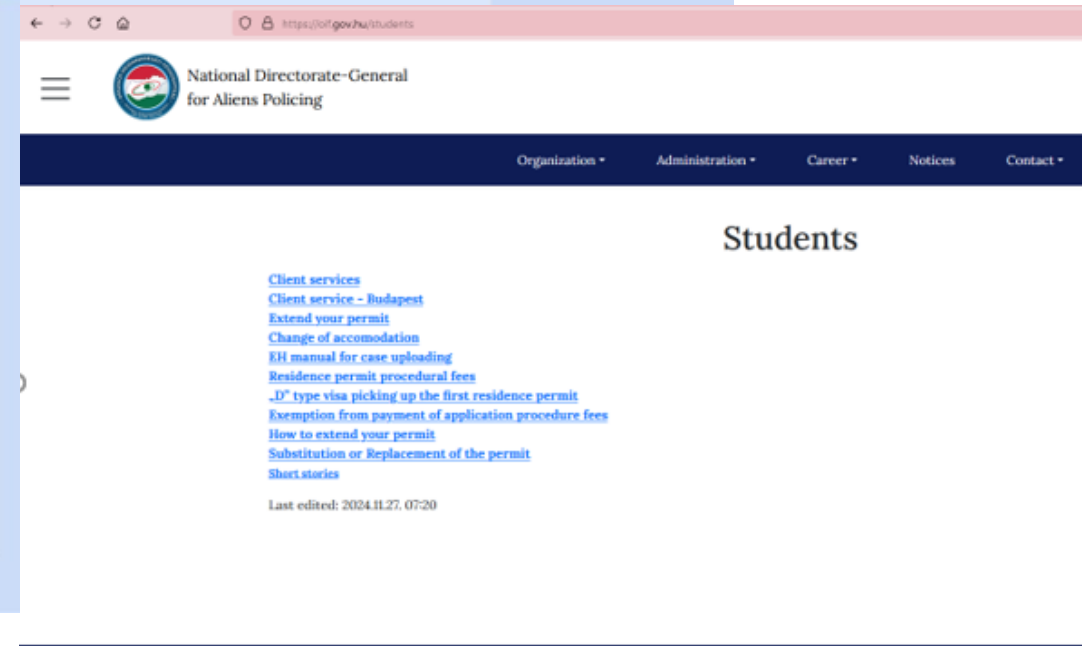 https://oif.gov.hu/students
National Directorate-General
for Aliens Policing
Organization Administration Career Notices Contact
Students
Client services
Client service - Budapest
Extend your permit
Change of accomodation
EH manual for case uploading
Residence permit procedural fees
„D" type visa picking up the first residence permit
Exemption from payment of application procedure fees
How to extend your permit
Substitution or Replacement of the permit
Short stories
Last edited: 2024.11.27. 07:20